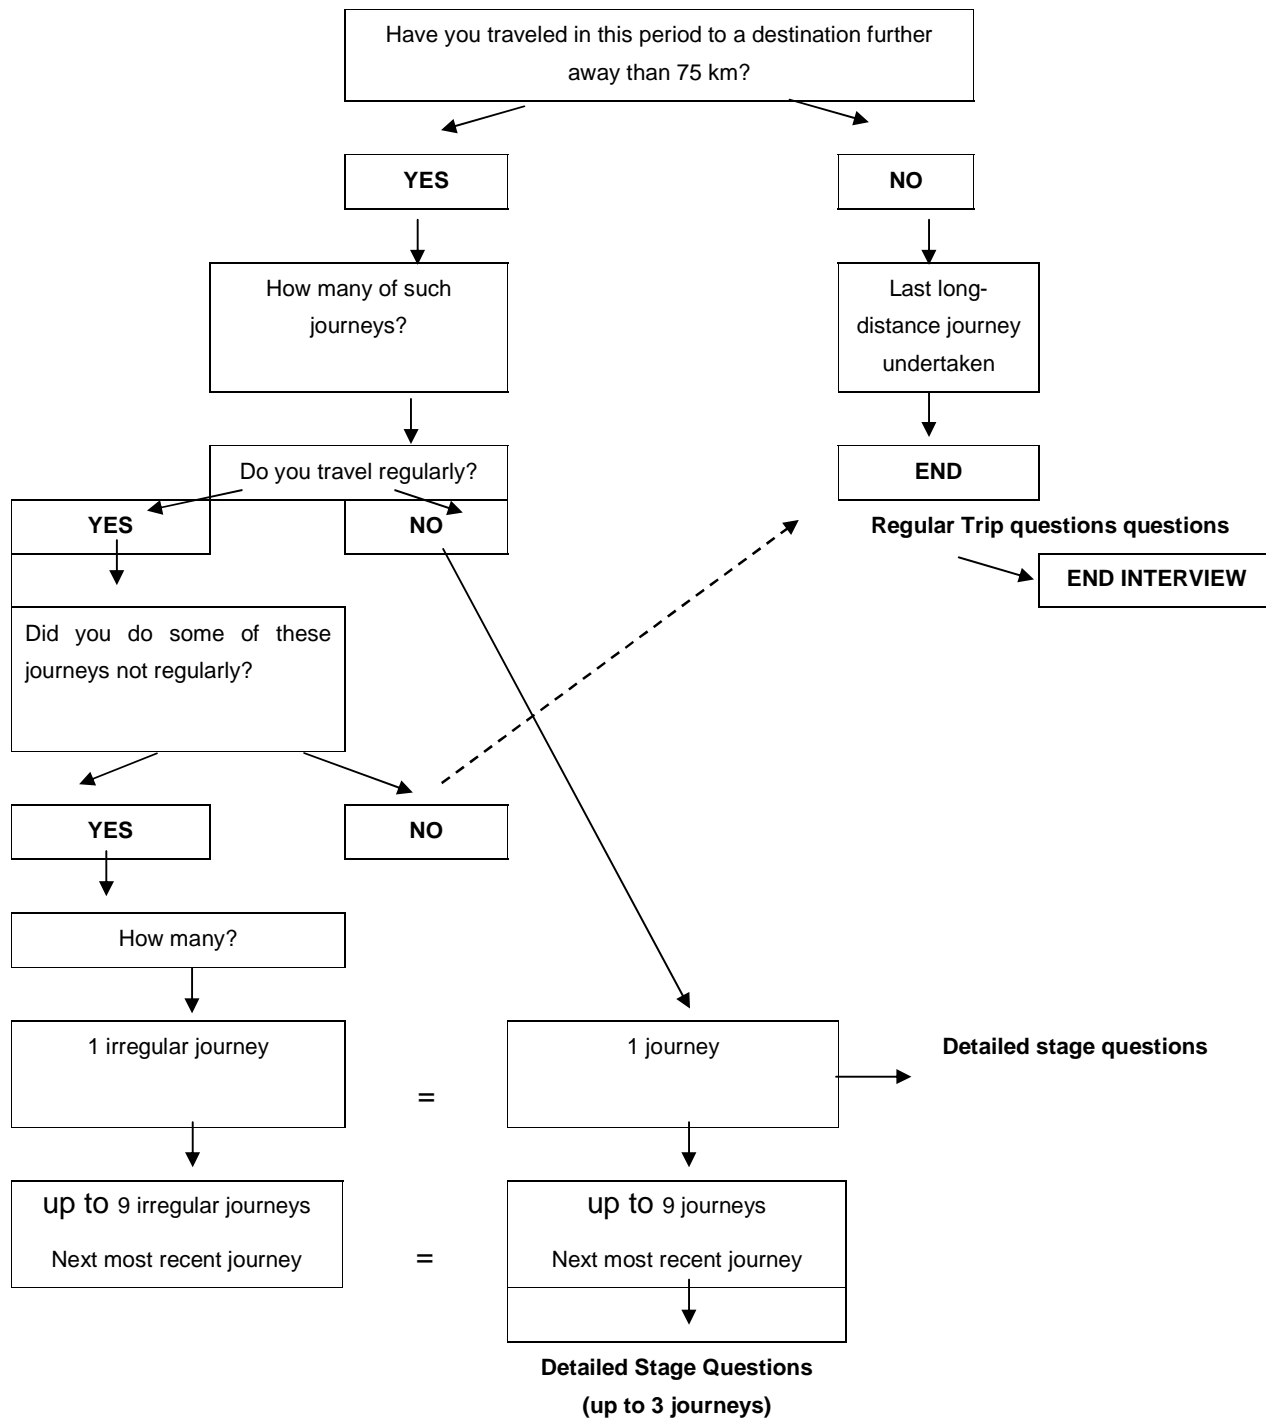 Have you traveled in this period to a destination further
away than 75 km?
YES
NO
How many of such
journeys?
Last long-
distance journey
undertaken
Do you travel regularly?
END
YES
NO
Regular Trip questions questions
END INTERVIEW
Did you do some of these
journeys not regularly?
YES
NO
How many?
1 irregular journey
=
1 journey
Detailed stage questions
up to 9 irregular journeys
Next most recent journey
=
up to 9 journeys
Next most recent journey
Detailed Stage Questions
(up to 3 journeys)